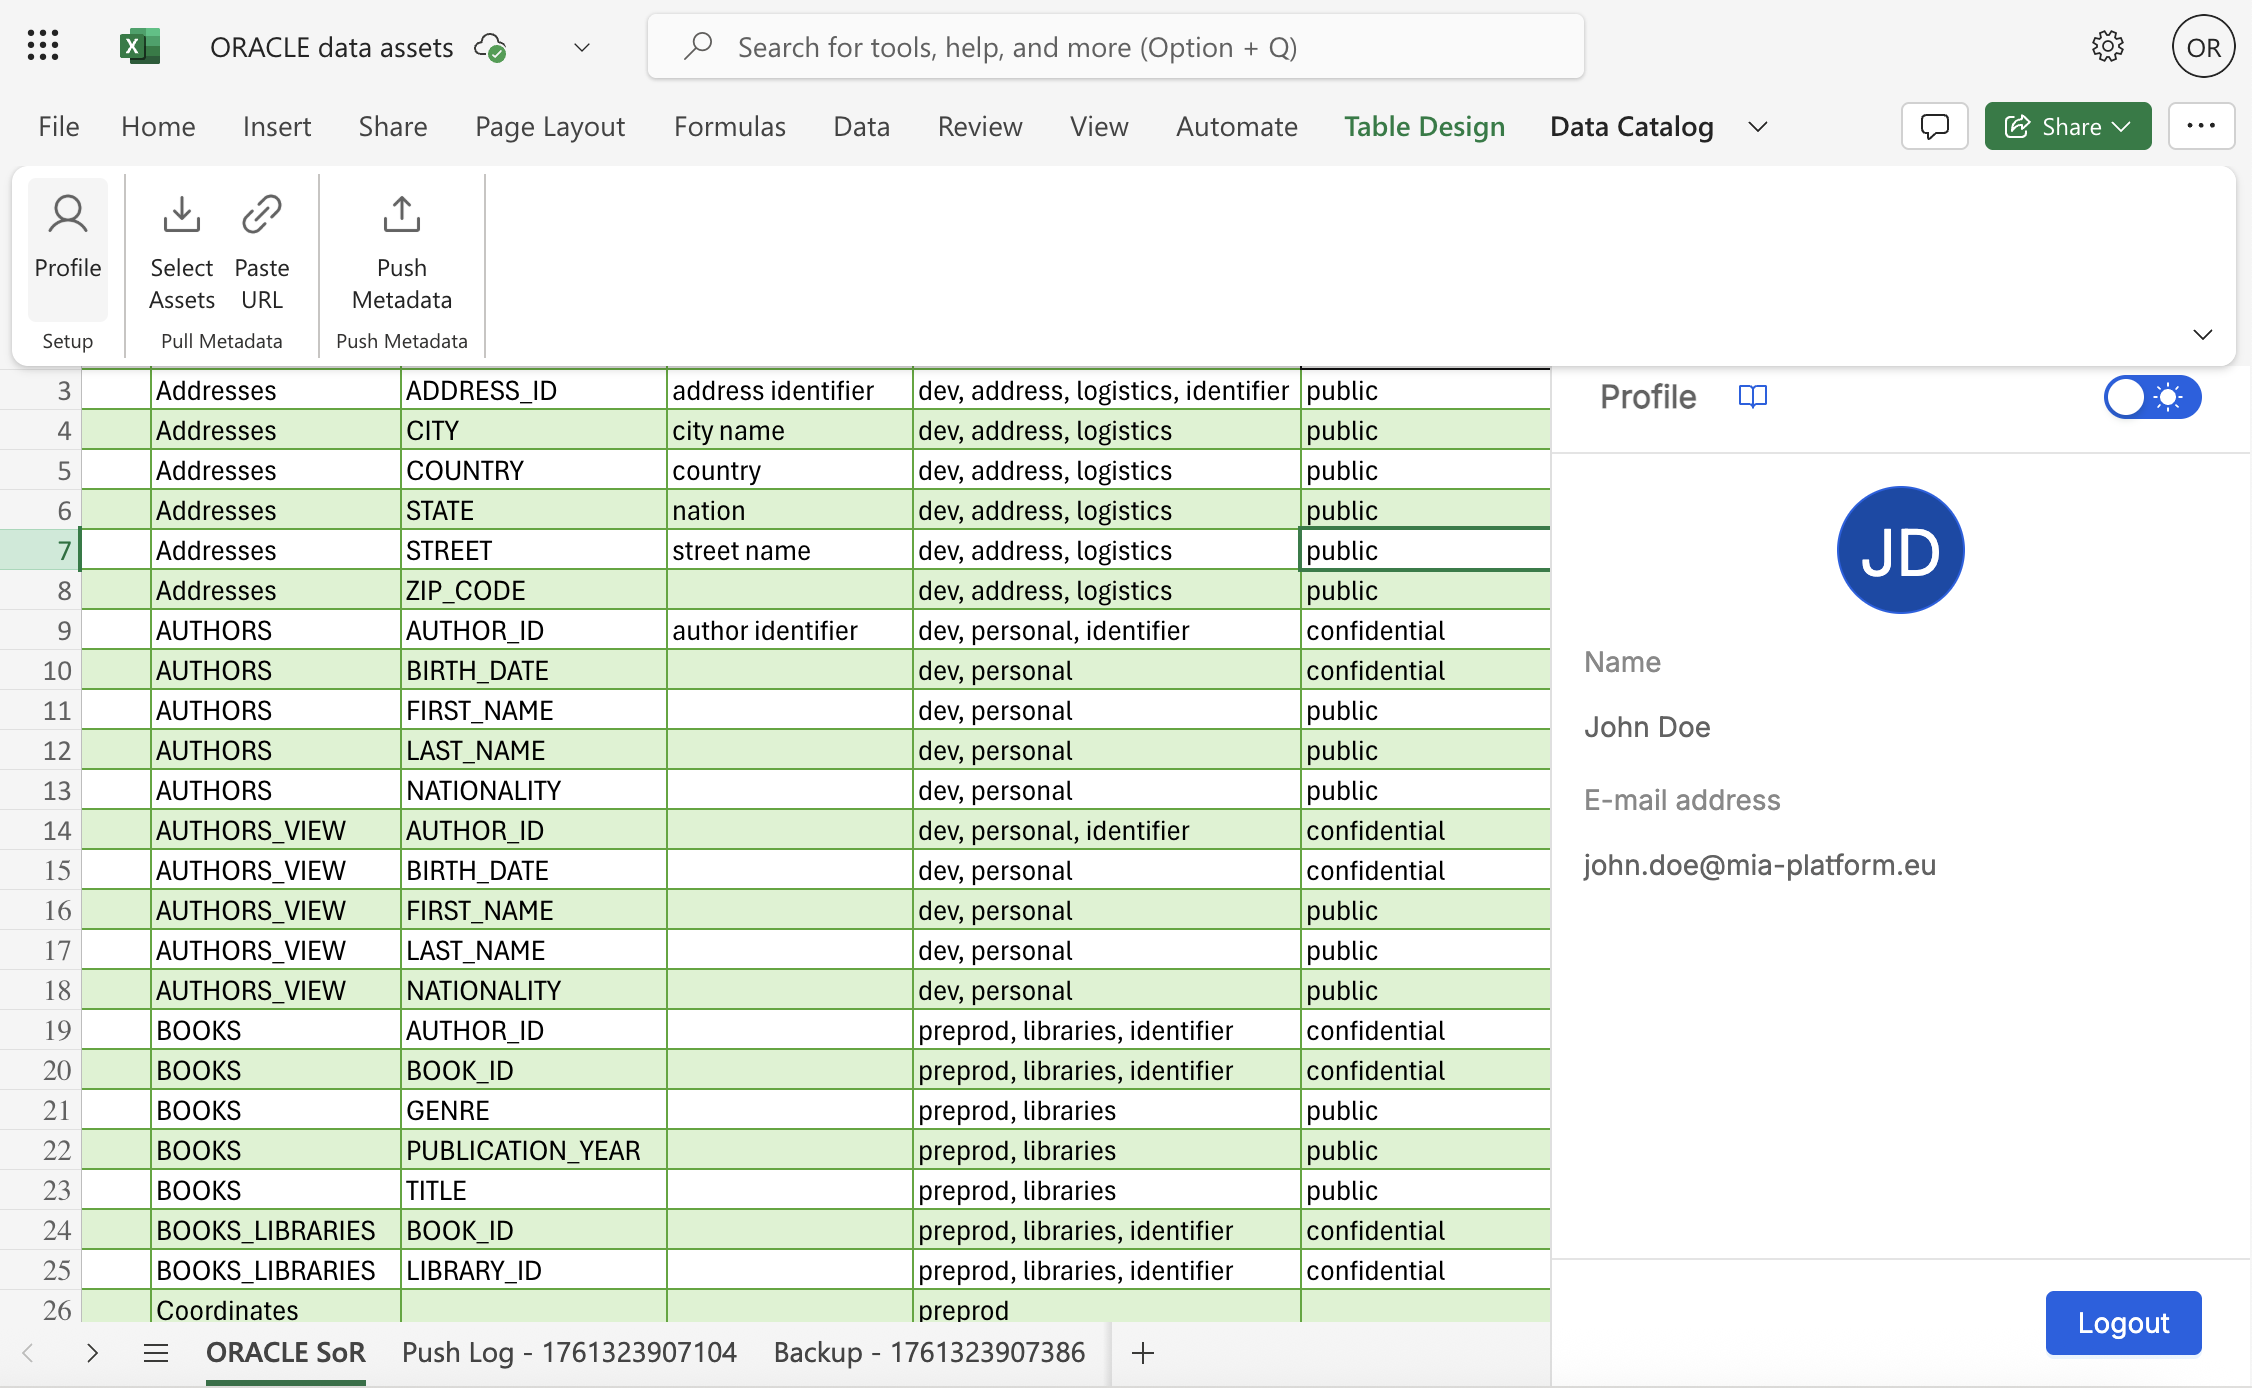 ORACLE data assets
Search for tools, help, and more (Option + Q)
OR
File Home Insert Share Page Layout Formulas Data Review View Automate Table Design Data Catalog
Share
Profile
Select Assets
Paste URL
Push Metadata
Setup
Pull Metadata
Push Metadata
3 Addresses ADDRESS_ID address identifier dev, address, logistics, identifier public
4 Addresses CITY city name dev, address, logistics public
5 Addresses COUNTRY country dev, address, logistics public
6 Addresses STATE nation dev, address, logistics public
7 Addresses STREET street name dev, address, logistics public
8 Addresses ZIP_CODE dev, address, logistics public
9 AUTHORS AUTHOR_ID author identifier dev, personal, identifier confidential
10 AUTHORS BIRTH_DATE dev, personal confidential
11 AUTHORS FIRST_NAME dev, personal public
12 AUTHORS LAST_NAME dev, personal public
13 AUTHORS NATIONALITY dev, personal public
14 AUTHORS_VIEW AUTHOR_ID dev, personal, identifier confidential
15 AUTHORS_VIEW BIRTH_DATE dev, personal confidential
16 AUTHORS_VIEW FIRST_NAME dev, personal public
17 AUTHORS_VIEW LAST_NAME dev, personal public
18 AUTHORS_VIEW NATIONALITY dev, personal public
19 BOOKS AUTHOR_ID preprod, libraries, identifier confidential
20 BOOKS BOOK_ID preprod, libraries, identifier confidential
21 BOOKS GENRE preprod, libraries public
22 BOOKS PUBLICATION_YEAR preprod, libraries public
23 BOOKS TITLE preprod, libraries public
24 BOOKS_LIBRARIES BOOK_ID preprod, libraries, identifier confidential
25 BOOKS_LIBRARIES LIBRARY_ID preprod, libraries, identifier confidential
26 Coordinates preprod
Profile
JD
Name
John Doe
E-mail address
john.doe@mia-platform.eu
Logout
ORACLE SoR Push Log - 1761323907104 Backup - 1761323907386